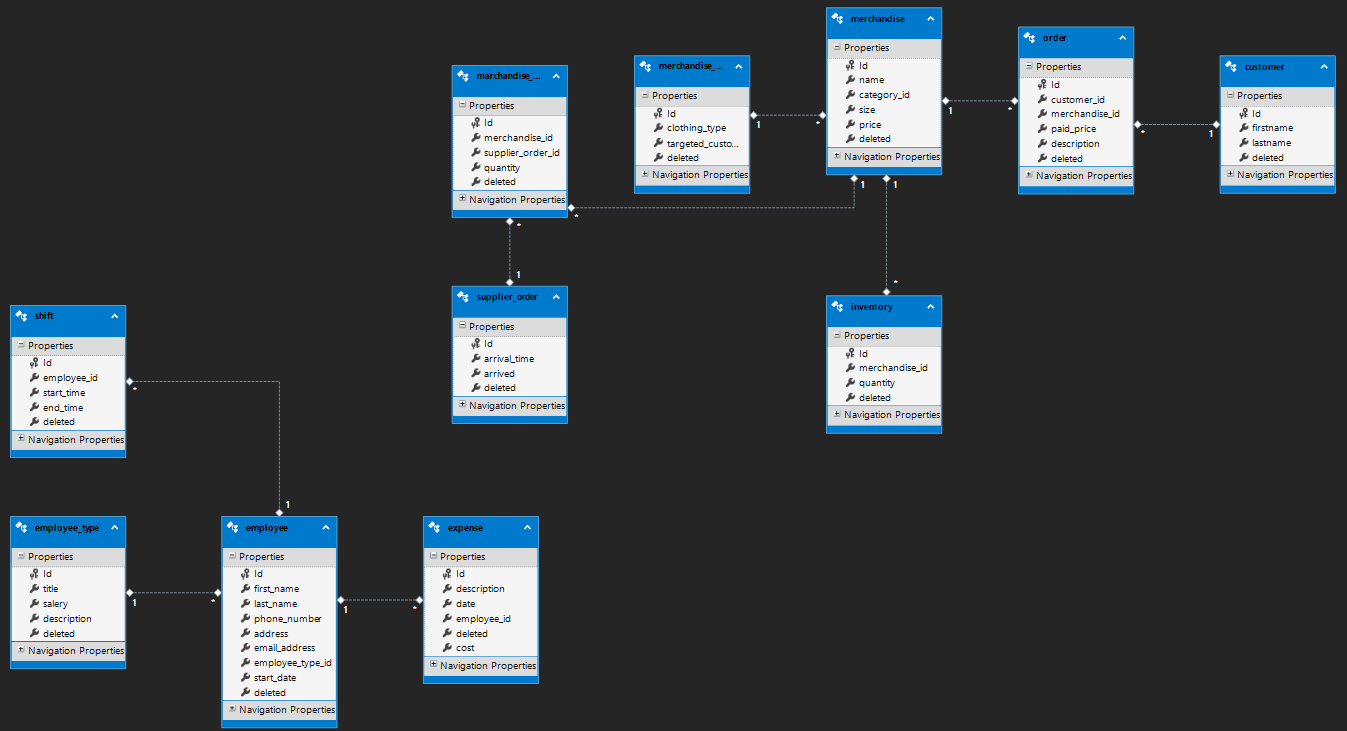 merchandise
Properties
Id
name
category_id
size
price
deleted
Navigation Properties
order
Properties
Id
customer_id
merchandise_id
paid_price
description
deleted
Navigation Properties
customer
Properties
Id
firstname
lastname
deleted
Navigation Properties
merchandise_...
Properties
Id
clothing_type
targeted_custo...
deleted
Navigation Properties
marchandise_...
Properties
Id
merchandise_id
supplier_order_id
quantity
deleted
Navigation Properties
1
*
1
*
*
1
1
1
*
*
1
*
supplier_order
Properties
Id
arrival_time
arrived
deleted
Navigation Properties
inventory
Properties
Id
merchandise_id
quantity
deleted
Navigation Properties
shift
Properties
Id
employee_id
start_time
end_time
deleted
Navigation Properties
*
1
employee_type
Properties
Id
title
salery
description
deleted
Navigation Properties
1
*
employee
Properties
Id
first_name
last_name
phone_number
address
email_address
employee_type_id
start_date
deleted
Navigation Properties
1
*
expense
Properties
Id
description
date
employee_id
deleted
cost
Navigation Properties